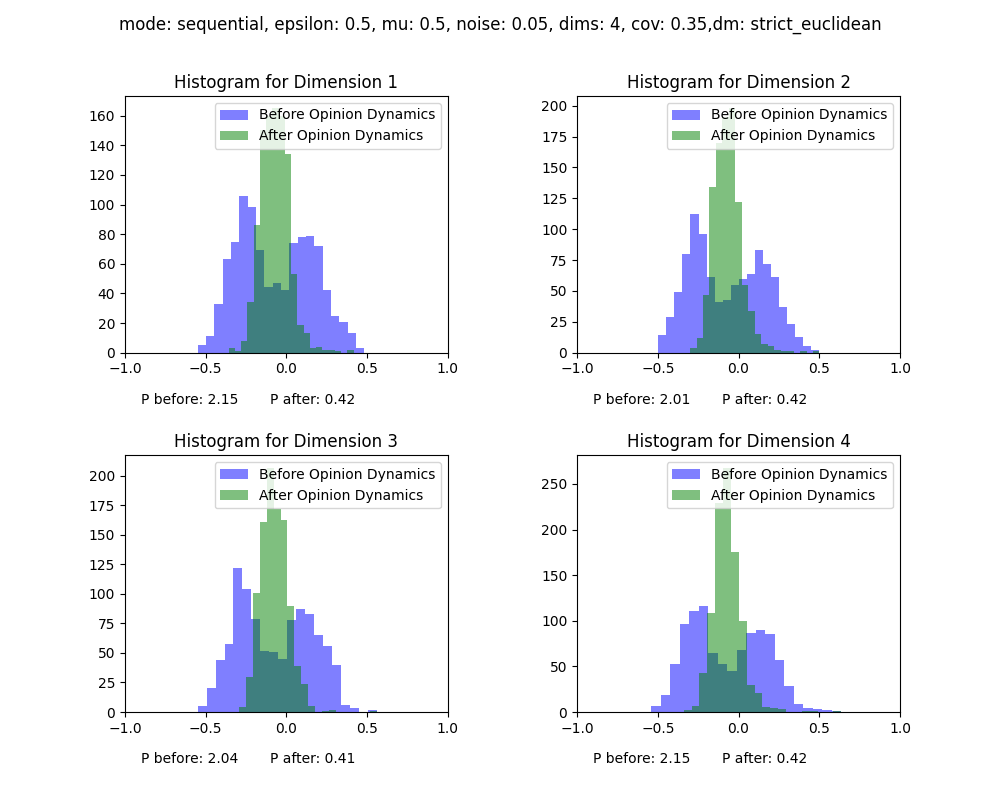 mode: sequential, epsilon: 0.5, mu: 0.5, noise: 0.05, dims: 4, cov: 0.35,dm: strict_euclidean
Histogram for Dimension 1
Before Opinion Dynamics
After Opinion Dynamics
160
140
120
100
80
60
40
20
0
−1.0 −0.5 0.0 0.5 1.0
P before: 2.15 P after: 0.42
Histogram for Dimension 2
Before Opinion Dynamics
After Opinion Dynamics
200
175
150
125
100
75
50
25
0
−1.0 −0.5 0.0 0.5 1.0
P before: 2.01 P after: 0.42
Histogram for Dimension 3
Before Opinion Dynamics
After Opinion Dynamics
200
175
150
125
100
75
50
25
0
−1.0 −0.5 0.0 0.5 1.0
P before: 2.04 P after: 0.41
Histogram for Dimension 4
Before Opinion Dynamics
After Opinion Dynamics
250
200
150
100
50
0
−1.0 −0.5 0.0 0.5 1.0
P before: 2.15 P after: 0.42